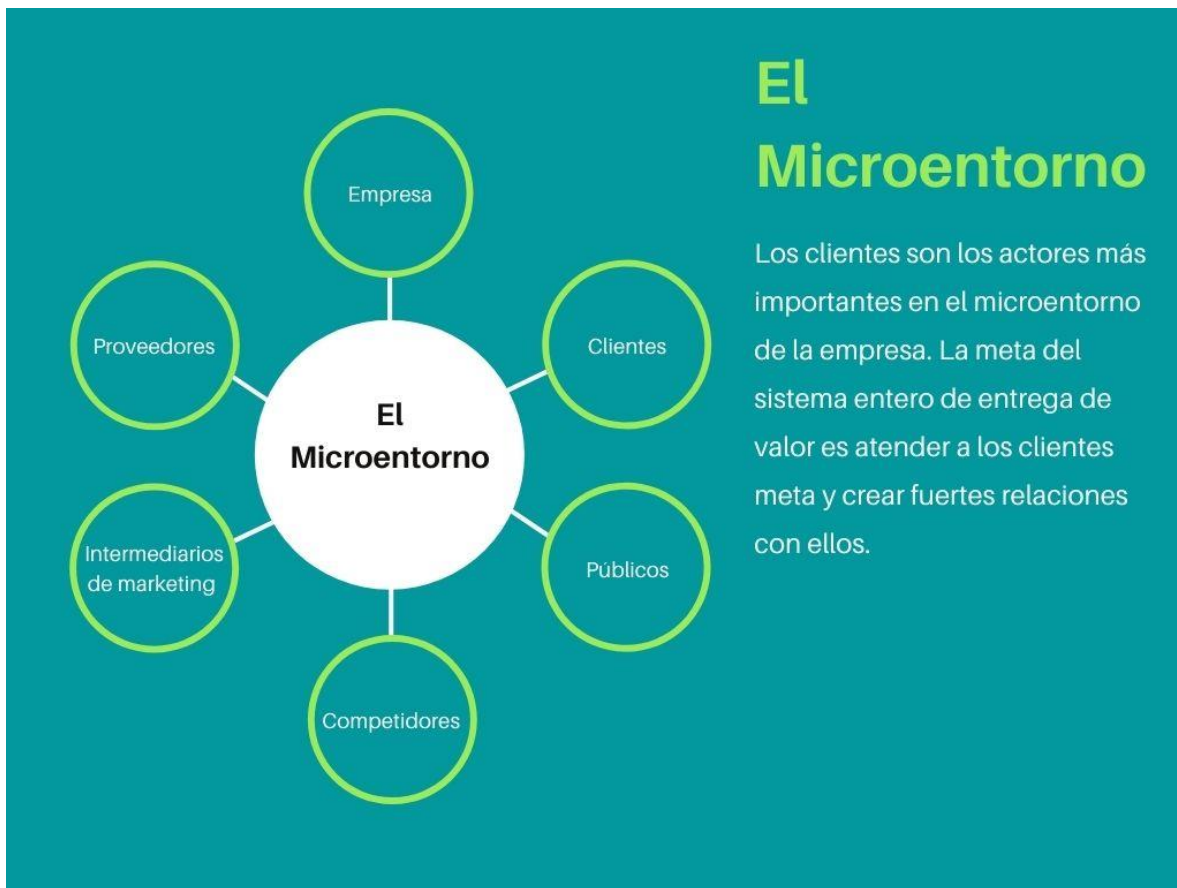 El
Microentorno
Los clientes son los actores más
importantes en el microentorno
de la empresa. La meta del
sistema entero de entrega de
valor es atender a los clientes
meta y crear fuertes relaciones
con ellos.
Empresa
Proveedores
Clientes
El
Microentorno
Intermediarios
de marketing
Públicos
Competidores